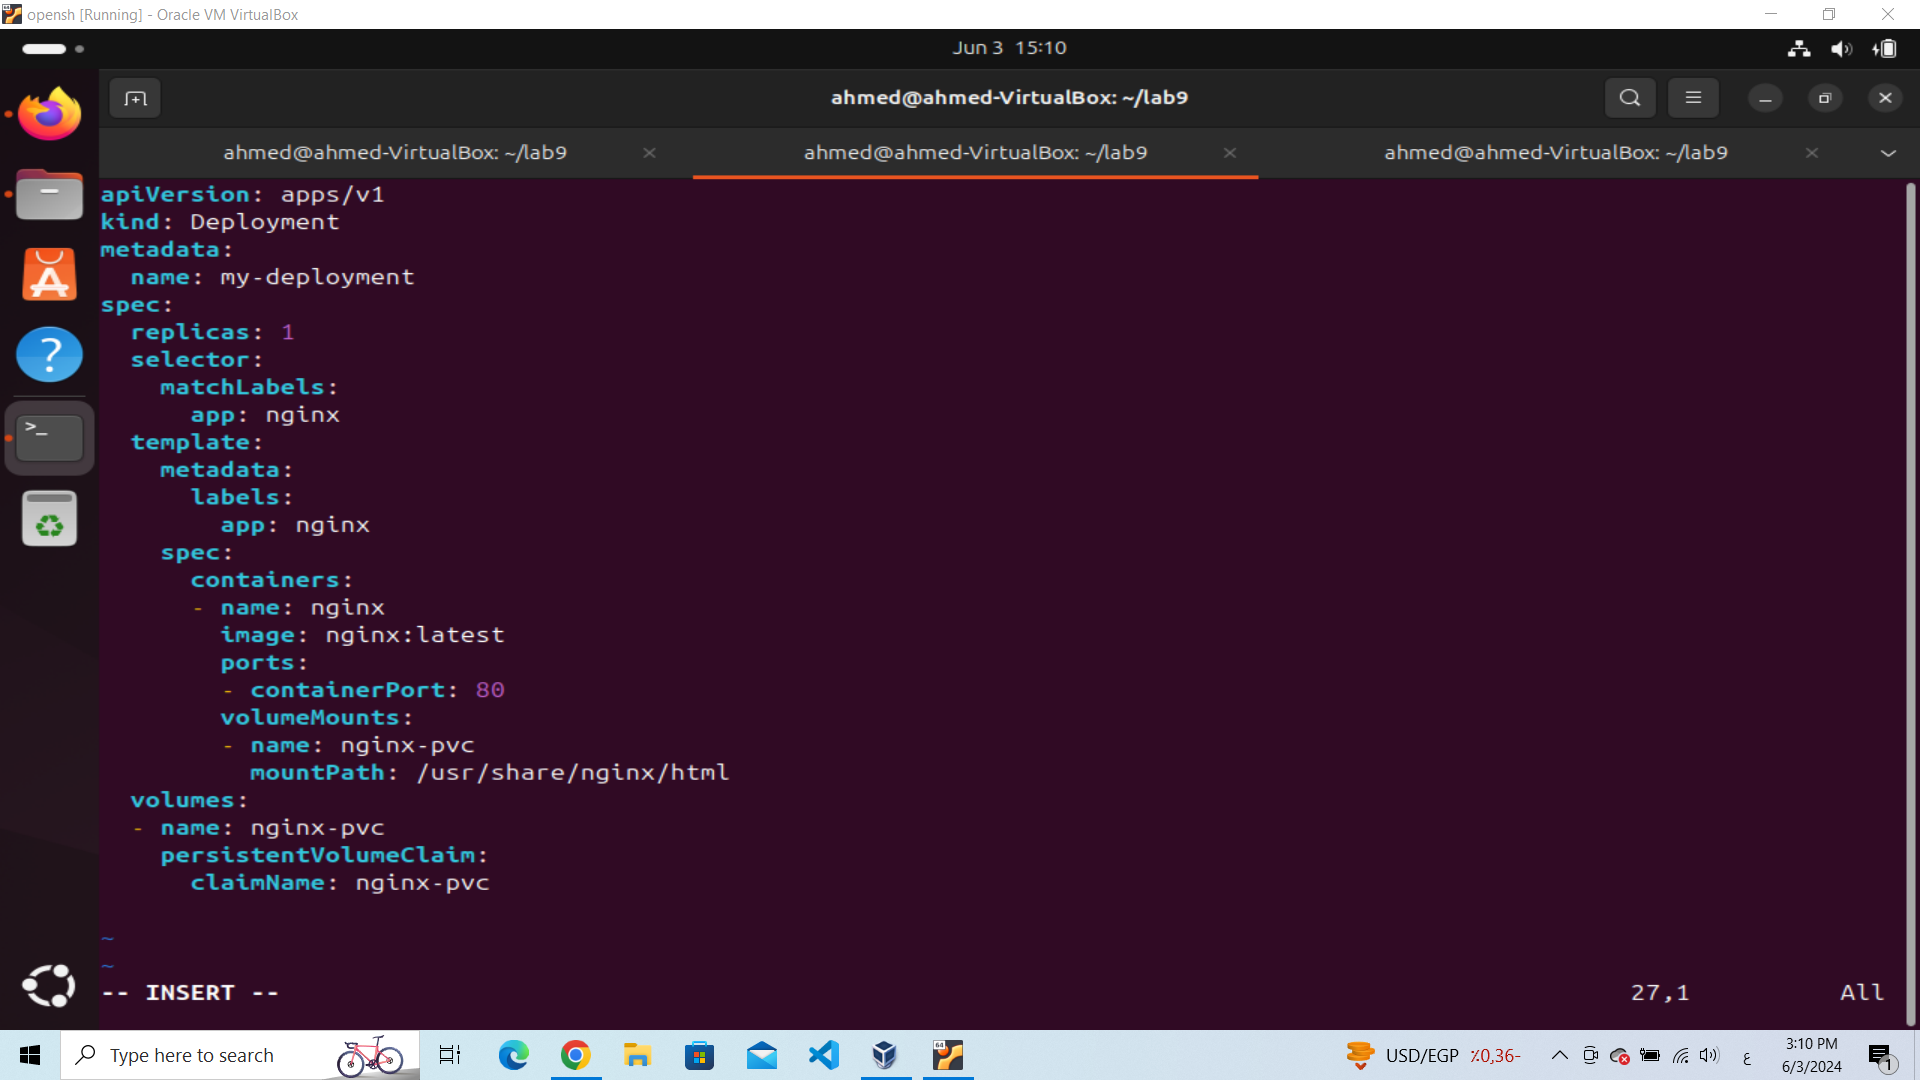 opensh [Running] - Oracle VM VirtualBox
Jun 3 15:10
ahmed@ahmed-VirtualBox: ~/lab9
ahmed@ahmed-VirtualBox: ~/lab9
ahmed@ahmed-VirtualBox: ~/lab9
ahmed@ahmed-VirtualBox: ~/lab9
apiVersion: apps/v1
kind: Deployment
metadata:
  name: my-deployment
spec:
  replicas: 1
  selector:
    matchLabels:
      app: nginx
  template:
    metadata:
      labels:
        app: nginx
    spec:
      containers:
      - name: nginx
        image: nginx:latest
        ports:
        - containerPort: 80
        volumeMounts:
        - name: nginx-pvc
          mountPath: /usr/share/nginx/html
  volumes:
  - name: nginx-pvc
    persistentVolumeClaim:
      claimName: nginx-pvc
~
~
-- INSERT -- 27,1 All
Type here to search
USD/EGP ٪0,36-
ع
3:10 PM
6/3/2024
1